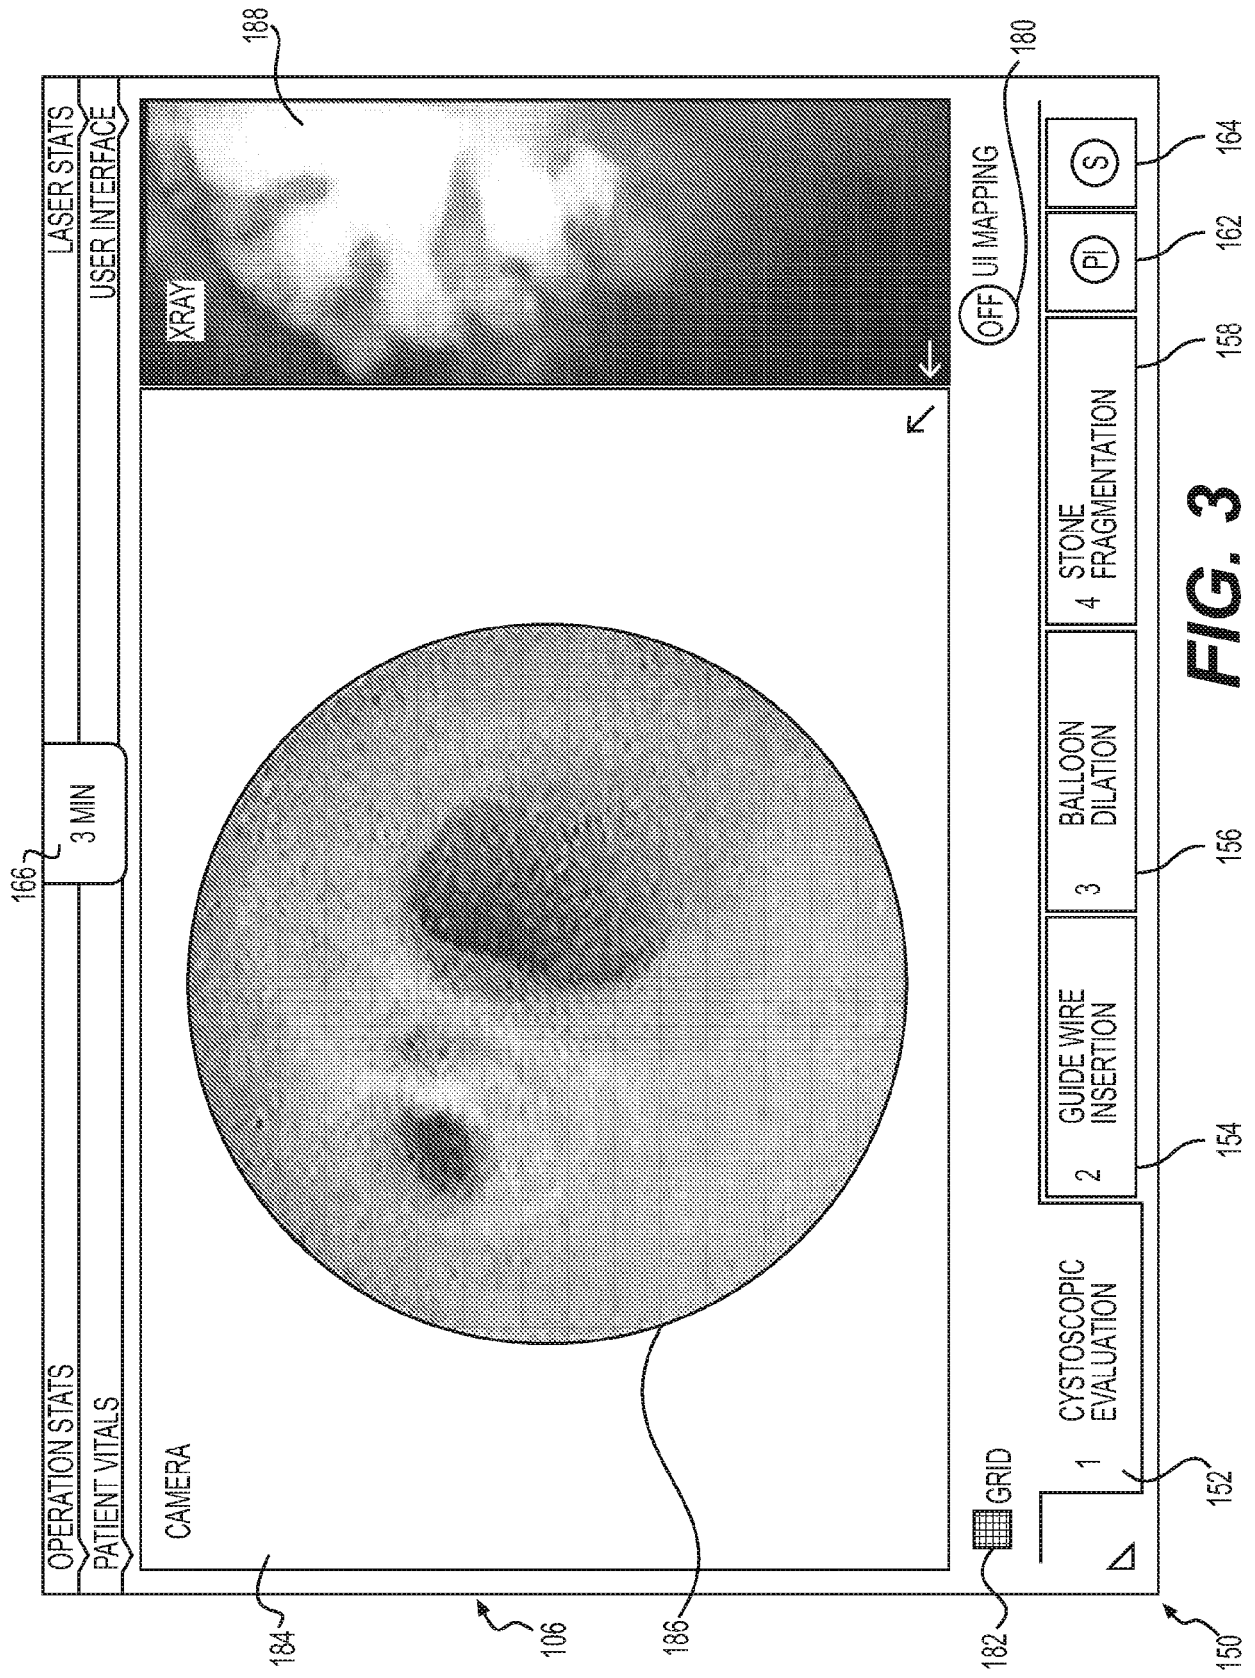 OPERATION STATS
LASER STATS
PATIENT VITALS
USER INTERFACE
166
3 MIN
CAMERA
XRAY
184
188
186
106
182
GRID
OFF
UI MAPPING
180
1
CYSTOSCOPIC
EVALUATION
2
GUIDE WIRE
INSERTION
3
BALLOON
DILATION
4
STONE
FRAGMENTATION
PI
S
150
152
154
156
158
162
164
FIG. 3